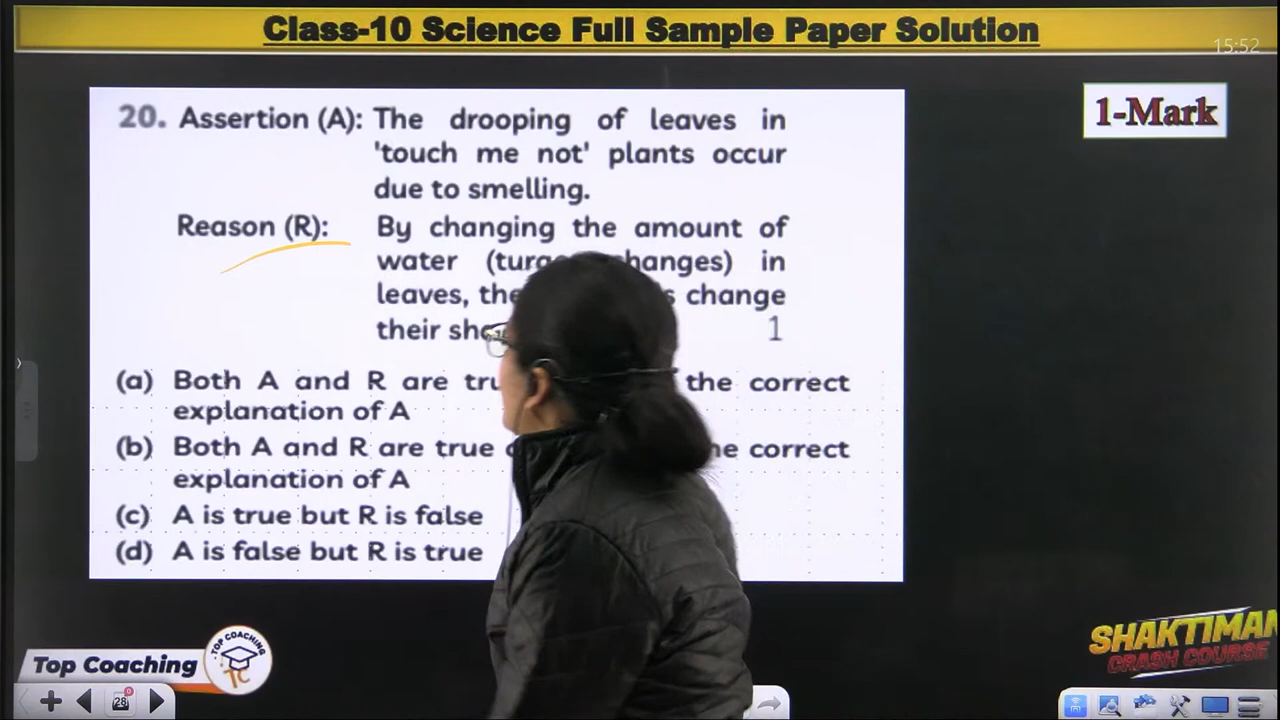 Class-10 Science Full Sample Paper Solution
15:52
1-Mark
20. Assertion (A): The drooping of leaves in
'touch me not' plants occur
due to smelling.
Reason (R): By changing the amount of
water hanges) in
leaves, change
their 1
(a) Both A and R are the correct
explanation of A
(b) Both A and R are true correct
explanation of A
(c) A is true but R is false
(d) A is false but R is true
Top Coaching
TOP COACHING
TC
SHAKTIMAN
CRASH COURSE
28